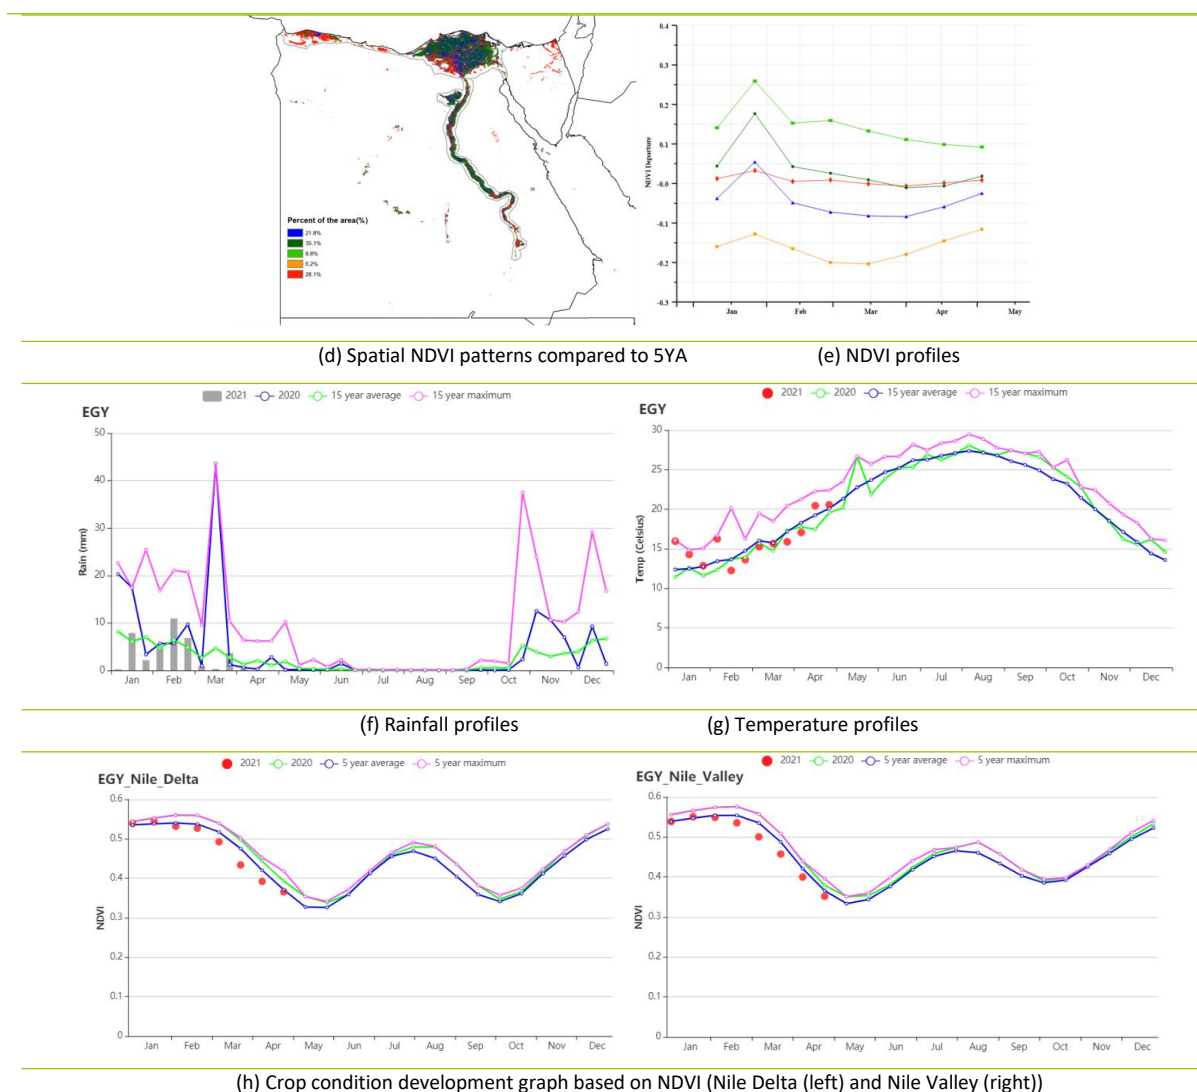 0.4
0.3
0.2
0.1
-0.0
-0.1
-0.2
-0.3
NDVI Departure
Jan Feb Mar Apr May
Percent of the area(%)
21.8%
35.1%
8.8%
6.2%
28.1%
(d) Spatial NDVI patterns compared to 5YA (e) NDVI profiles
2021 2020 15 year average 15 year maximum
EGY
50
40
30
20
10
0
Rain (mm)
Jan Feb Mar Apr May Jun Jul Aug Sep Oct Nov Dec
2021 2020 15 year average 15 year maximum
EGY
30
25
20
15
10
5
0
Temp (Celsius)
Jan Feb Mar Apr May Jun Jul Aug Sep Oct Nov Dec
(f) Rainfall profiles (g) Temperature profiles
2021 2020 5 year average 5 year maximum
EGY_Nile_Delta
0.6
0.5
0.4
0.3
0.2
0.1
0
NDVI
Jan Feb Mar Apr May Jun Jul Aug Sep Oct Nov Dec
2021 2020 5 year average 5 year maximum
EGY_Nile_Valley
0.6
0.5
0.4
0.3
0.2
0.1
0
NDVI
Jan Feb Mar Apr May Jun Jul Aug Sep Oct Nov Dec
(h) Crop condition development graph based on NDVI (Nile Delta (left) and Nile Valley (right))